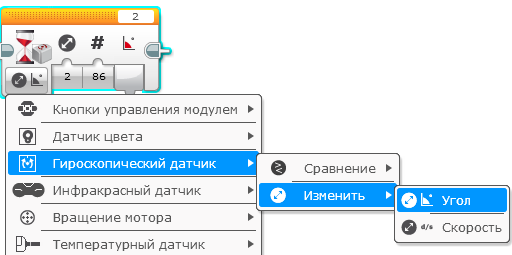 2
#
2 86
Кнопки управления модулем
Датчик цвета
Гироскопический датчик
Сравнение
Инфракрасный датчик
Изменить
Угол
Вращение мотора
d/s Скорость
Температурный датчик